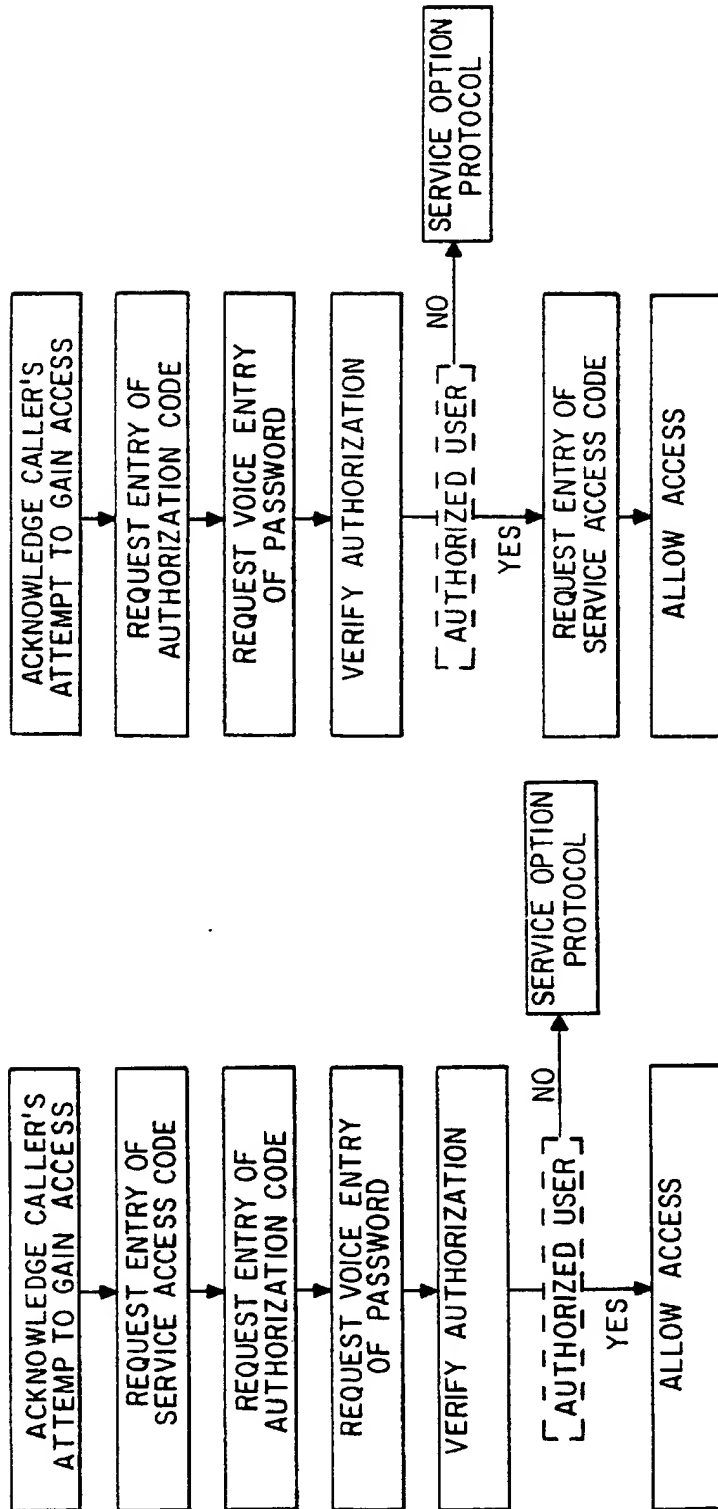 ACKNOWLEDGE CALLER'S
ATTEMP TO GAIN ACCESS
REQUEST ENTRY OF
SERVICE ACCESS CODE
REQUEST ENTRY OF
AUTHORIZATION CODE
REQUEST VOICE ENTRY
OF PASSWORD
VERIFY AUTHORIZATION
AUTHORIZED USER
NO
SERVICE OPTION
PROTOCOL
YES
ALLOW ACCESS
ACKNOWLEDGE CALLER'S
ATTEMPT TO GAIN ACCESS
REQUEST ENTRY OF
AUTHORIZATION CODE
REQUEST VOICE ENTRY
OF PASSWORD
VERIFY AUTHORIZATION
AUTHORIZED USER
NO
SERVICE OPTION
PROTOCOL
YES
REQUEST ENTRY OF
SERVICE ACCESS CODE
ALLOW ACCESS